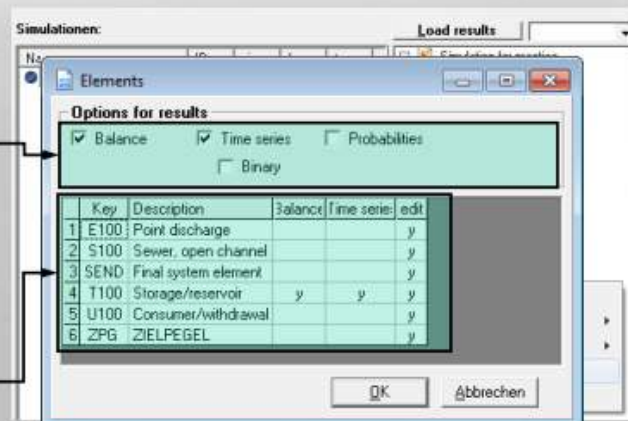 Simulationen:
Load results
Elements
Options for results
Balance Time series Probabilities
Binary
Key Description Balance Time series edit
1 E100 Point discharge y
2 S100 Sewer, open channel y
3 SEND Final system element y
4 T100 Storage/reservoir y y y
5 U100 Consumer/withdrawal y
6 ZPG ZIELPEGEL y
OK Abbrechen